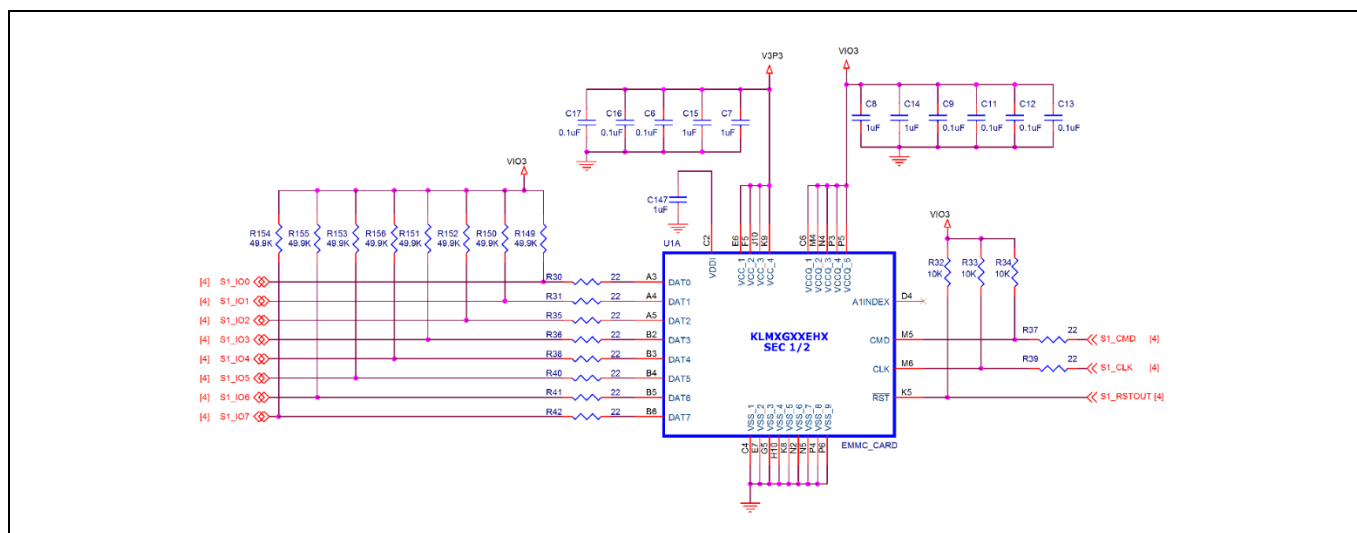 V3P3
VIO3
C17
0.1uF
C16
0.1uF
C6
0.1uF
C15
1uF
C7
1uF
C8
1uF
C14
1uF
C9
0.1uF
C11
0.1uF
C12
0.1uF
C13
0.1uF
VIO3
C147
1uF
R154
49.9K
R155
49.9K
R153
49.9K
R156
49.9K
R151
49.9K
R152
49.9K
R150
49.9K
R149
49.9K
VIO3
R32
10K
R33
10K
R34
10K
U1A
C2
E6
F5
J10
K9
C6
M4
N4
P3
P5
VDDI
VCC_1
VCC_2
VCC_3
VCC_4
VCCQ_1
VCCQ_2
VCCQ_3
VCCQ_4
VCCQ_5
[4] S1_IO0 R30 22 A3 DAT0
[4] S1_IO1 R31 22 A4 DAT1
[4] S1_IO2 R35 22 A5 DAT2
[4] S1_IO3 R36 22 B2 DAT3
[4] S1_IO4 R38 22 B3 DAT4
[4] S1_IO5 R40 22 B4 DAT5
[4] S1_IO6 R41 22 B5 DAT6
[4] S1_IO7 R42 22 B6 DAT7
KLMXGXXEHX
SEC 1/2
A1INDEX D4
CMD M5 R37 22 S1_CMD [4]
CLK M6 R39 22 S1_CLK [4]
RST K5 S1_RSTOUT [4]
VSS_1
VSS_2
VSS_3
VSS_4
VSS_5
VSS_6
VSS_7
VSS_8
VSS_9
EMMC_CARD
C4
E7
G5
H10
K8
N2
N5
P4
P6